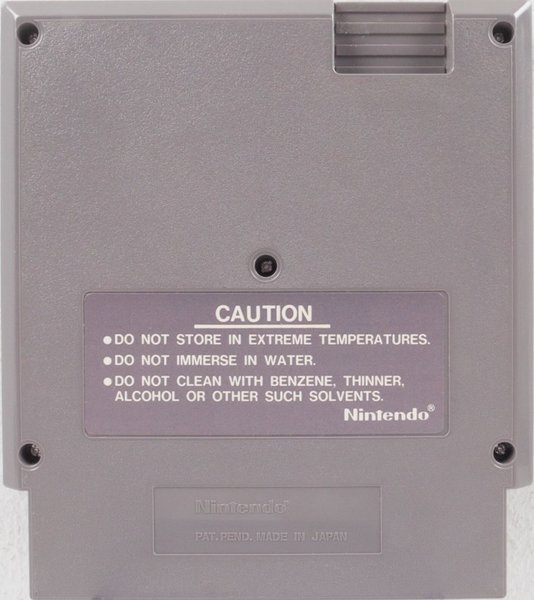 CAUTION
● DO NOT STORE IN EXTREME TEMPERATURES.
● DO NOT IMMERSE IN WATER.
● DO NOT CLEAN WITH BENZENE, THINNER,
ALCOHOL OR OTHER SUCH SOLVENTS.
Nintendo®
Nintendo®
PAT. PEND. MADE IN JAPAN